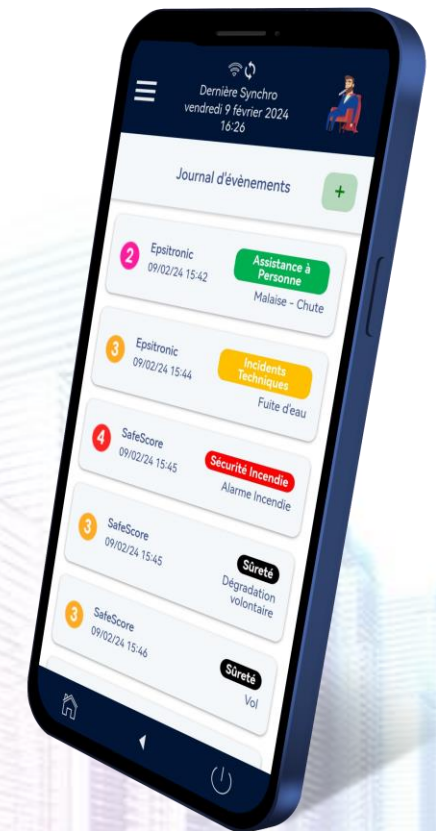 Dernière Synchro
vendredi 9 février 2024
16:26
Journal d'évènements
+
2
Epsitronic
09/02/24 15:42
Assistance à
Personne
Malaise - Chute
3
Epsitronic
09/02/24 15:44
Incidents
Techniques
Fuite d'eau
4
SafeScore
09/02/24 15:45
Sécurité Incendie
Alarme Incendie
3
SafeScore
09/02/24 15:45
Sûreté
Dégradation
volontaire
3
SafeScore
09/02/24 15:46
Sûreté
Vol